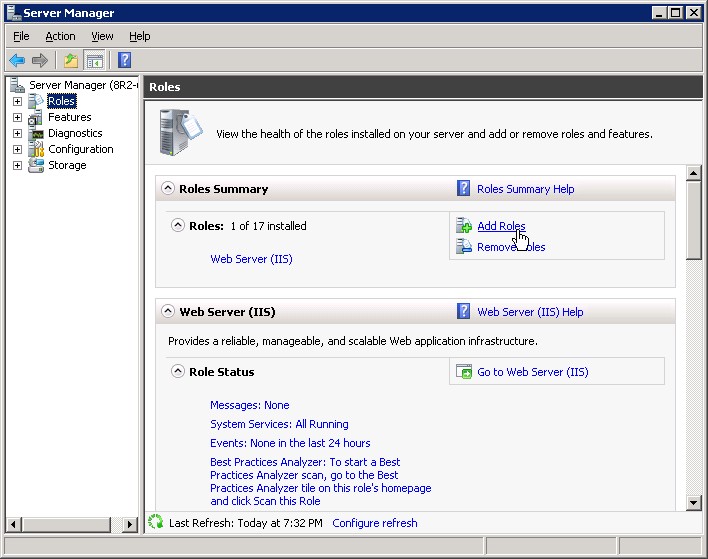 Server Manager
File Action View Help
Server Manager (8R2-
Roles
Features
Diagnostics
Configuration
Storage
Roles
View the health of the roles installed on your server and add or remove roles and features.
Roles Summary
Roles Summary Help
Roles: 1 of 17 installed
Add Roles
Remove Roles
Web Server (IIS)
Web Server (IIS)
Web Server (IIS) Help
Provides a reliable, manageable, and scalable Web application infrastructure.
Role Status
Go to Web Server (IIS)
Messages: None
System Services: All Running
Events: None in the last 24 hours
Best Practices Analyzer: To start a Best
Practices Analyzer scan, go to the Best
Practices Analyzer tile on this role's homepage
and click Scan this Role
Last Refresh: Today at 7:32 PM Configure refresh